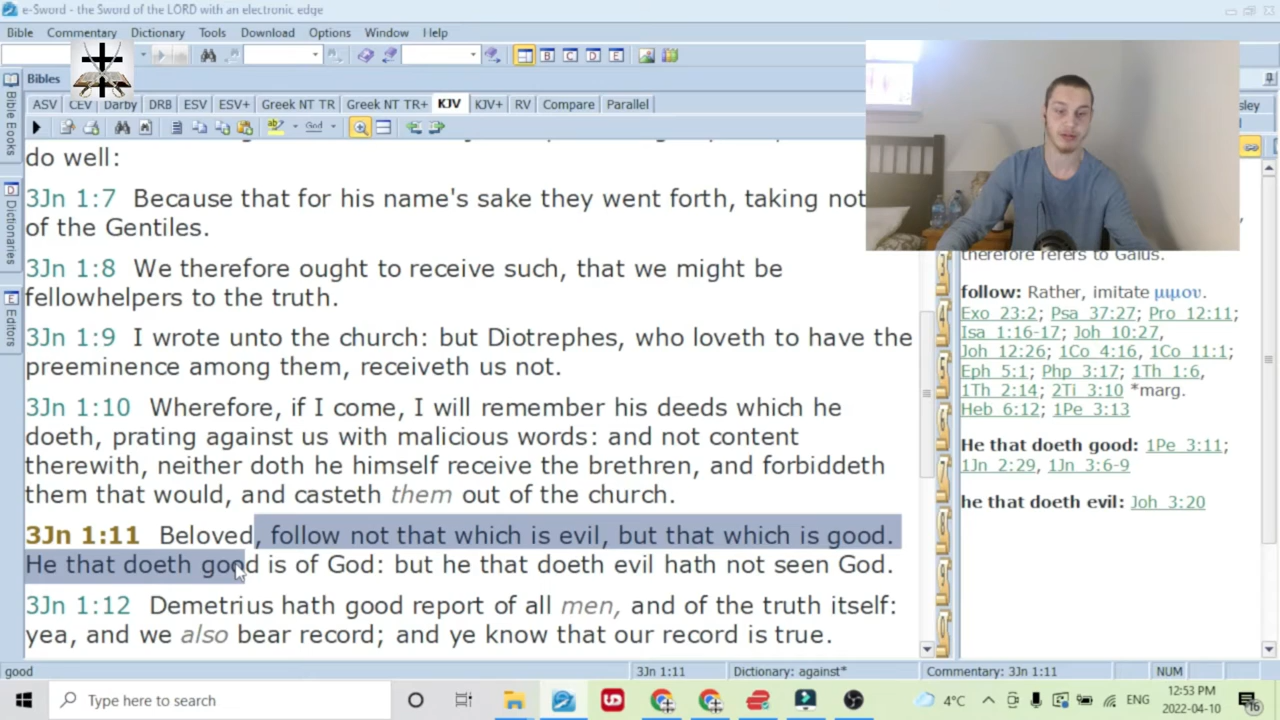 e-Sword - the Sword of the LORD with an electronic edge
Bible Commentary Dictionary Tools Download Options Window Help
B C D E
Bibles
ASV CEV Darby DRB ESV ESV+ Greek NT TR Greek NT TR+ KJV KJV+ RV Compare Parallel
God
Bible Books
Dictionaries
Editors
do well:
3Jn 1:7 Because that for his name's sake they went forth, taking not
of the Gentiles.
3Jn 1:8 We therefore ought to receive such, that we might be
fellowhelpers to the truth.
3Jn 1:9 I wrote unto the church: but Diotrephes, who loveth to have the
preeminence among them, receiveth us not.
3Jn 1:10 Wherefore, if I come, I will remember his deeds which he
doeth, prating against us with malicious words: and not content
therewith, neither doth he himself receive the brethren, and forbiddeth
them that would, and casteth them out of the church.
3Jn 1:11 Beloved, follow not that which is evil, but that which is good.
He that doeth good is of God: but he that doeth evil hath not seen God.
3Jn 1:12 Demetrius hath good report of all men, and of the truth itself:
yea, and we also bear record; and ye know that our record is true.
3
4
5
6
7
8
9
0
sley
therefore refers to Gaius.
follow: Rather, imitate μιμου.
Exo 23:2; Psa 37:27; Pro 12:11;
Isa 1:16-17; Joh 10:27,
Joh 12:26; 1Co 4:16, 1Co 11:1;
Eph 5:1; Php 3:17; 1Th 1:6,
1Th 2:14; 2Ti 3:10 *marg.
Heb 6:12; 1Pe 3:13
He that doeth good: 1Pe 3:11;
1Jn 2:29, 1Jn 3:6-9
he that doeth evil: Joh 3:20
good 3Jn 1:11 Dictionary: against* Commentary: 3Jn 1:11 NUM
Type here to search
4°C ENG
12:53 PM
2022-04-10
16